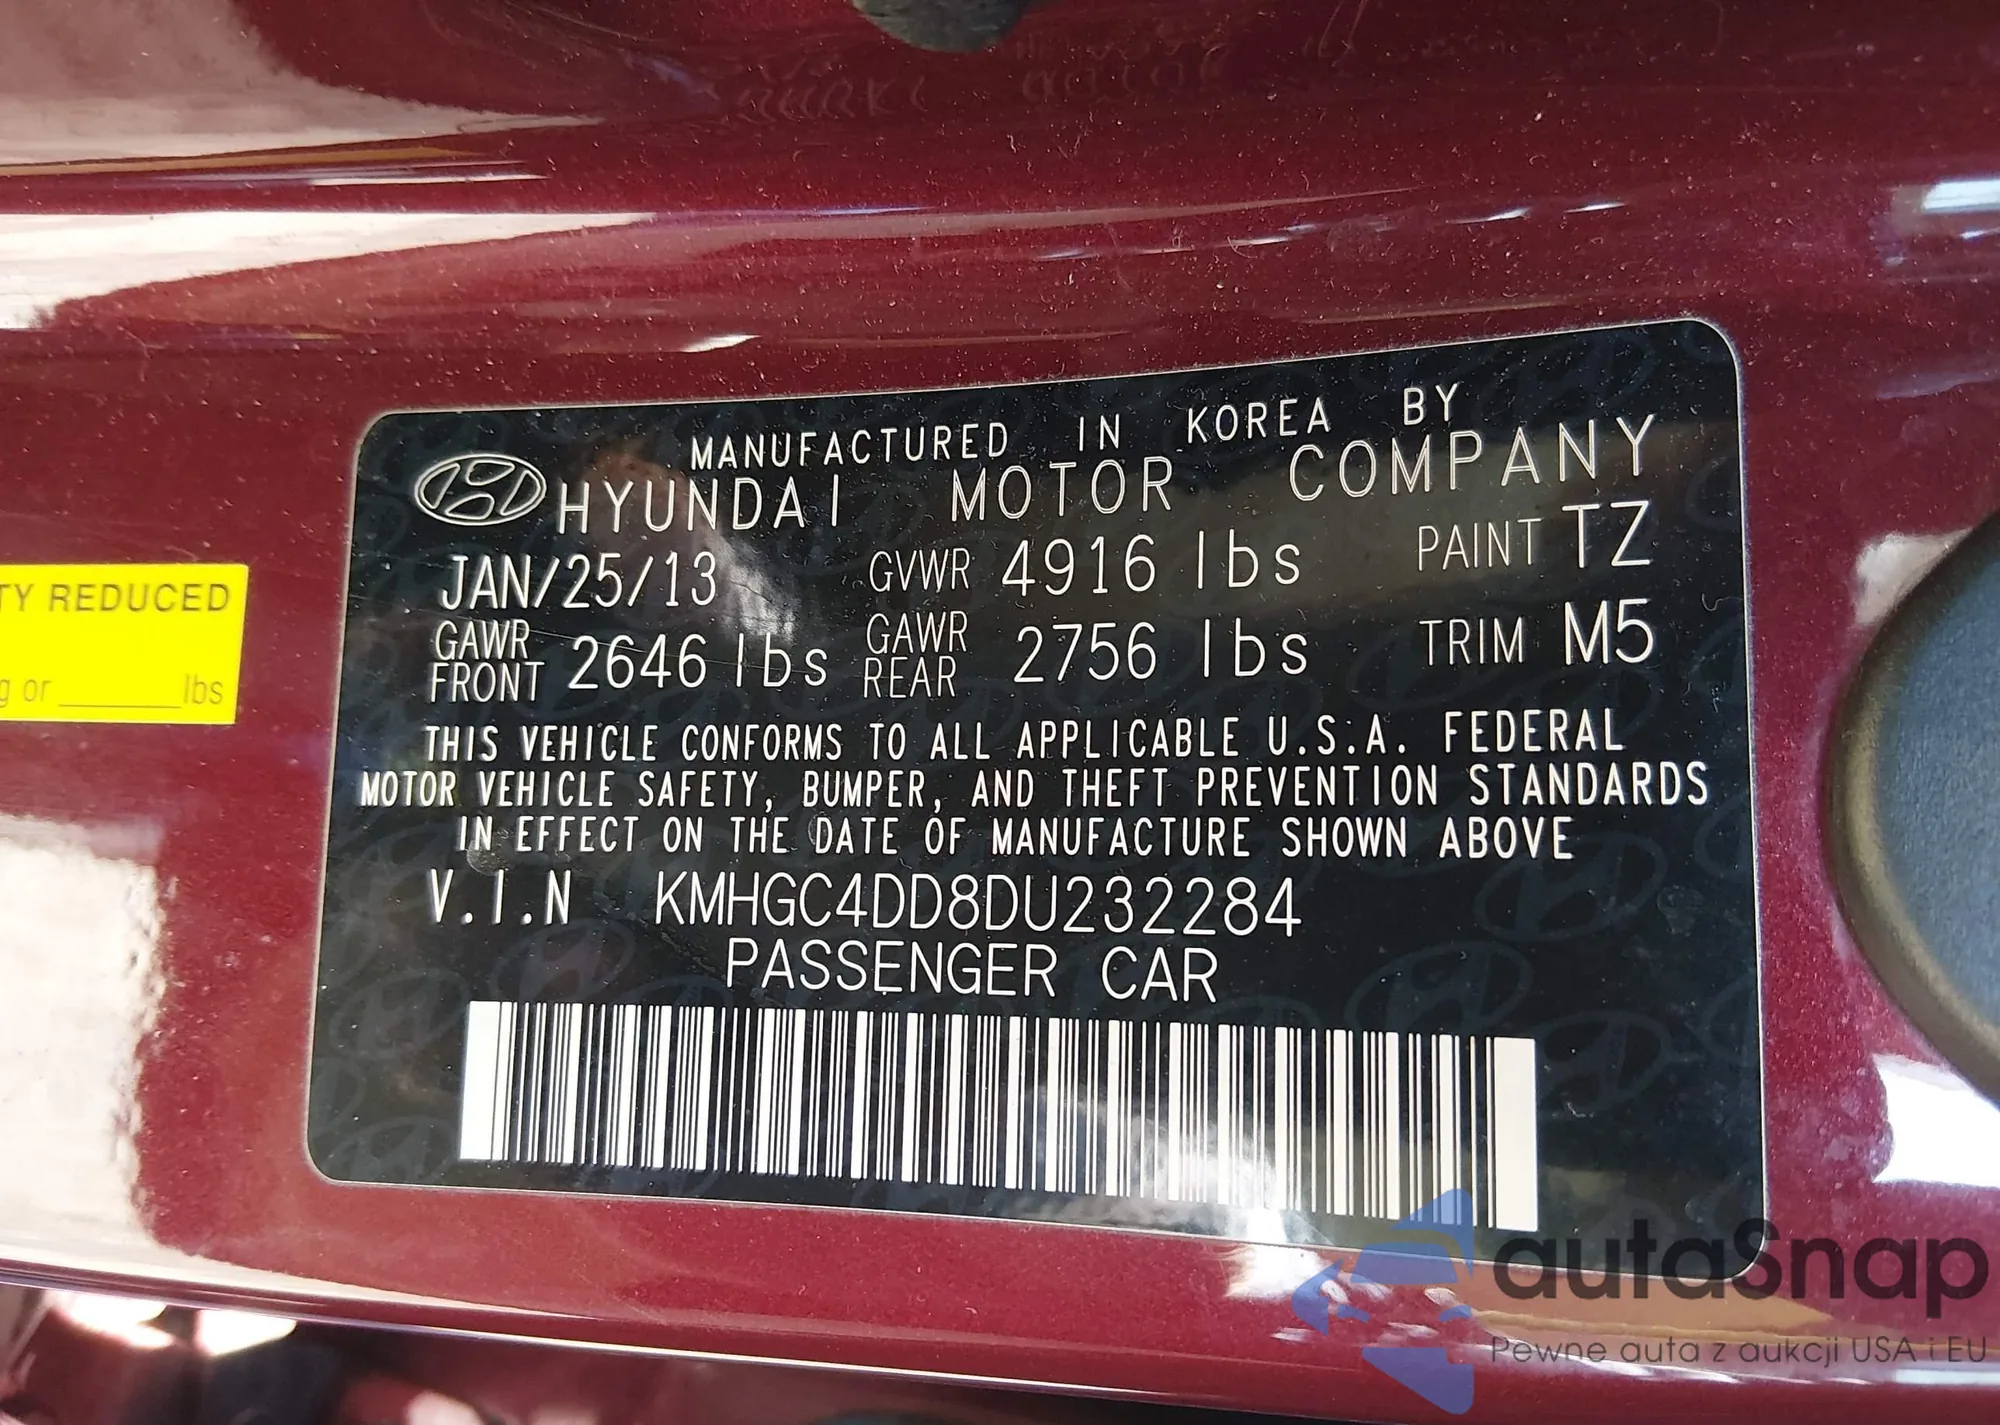 MANUFACTURED IN KOREA BY
HYUNDAI MOTOR COMPANY
JAN/25/13 GVWR 4916 lbs PAINT TZ
GAWR FRONT 2646 lbs GAWR REAR 2756 lbs TRIM M5
THIS VEHICLE CONFORMS TO ALL APPLICABLE U.S.A. FEDERAL
MOTOR VEHICLE SAFETY, BUMPER, AND THEFT PREVENTION STANDARDS
IN EFFECT ON THE DATE OF MANUFACTURE SHOWN ABOVE
V.I.N KMHGC4DD8DU232284
PASSENGER CAR
TY REDUCED
g or ______ lbs
autaSnap
Pewne auta z aukcji USA i EU